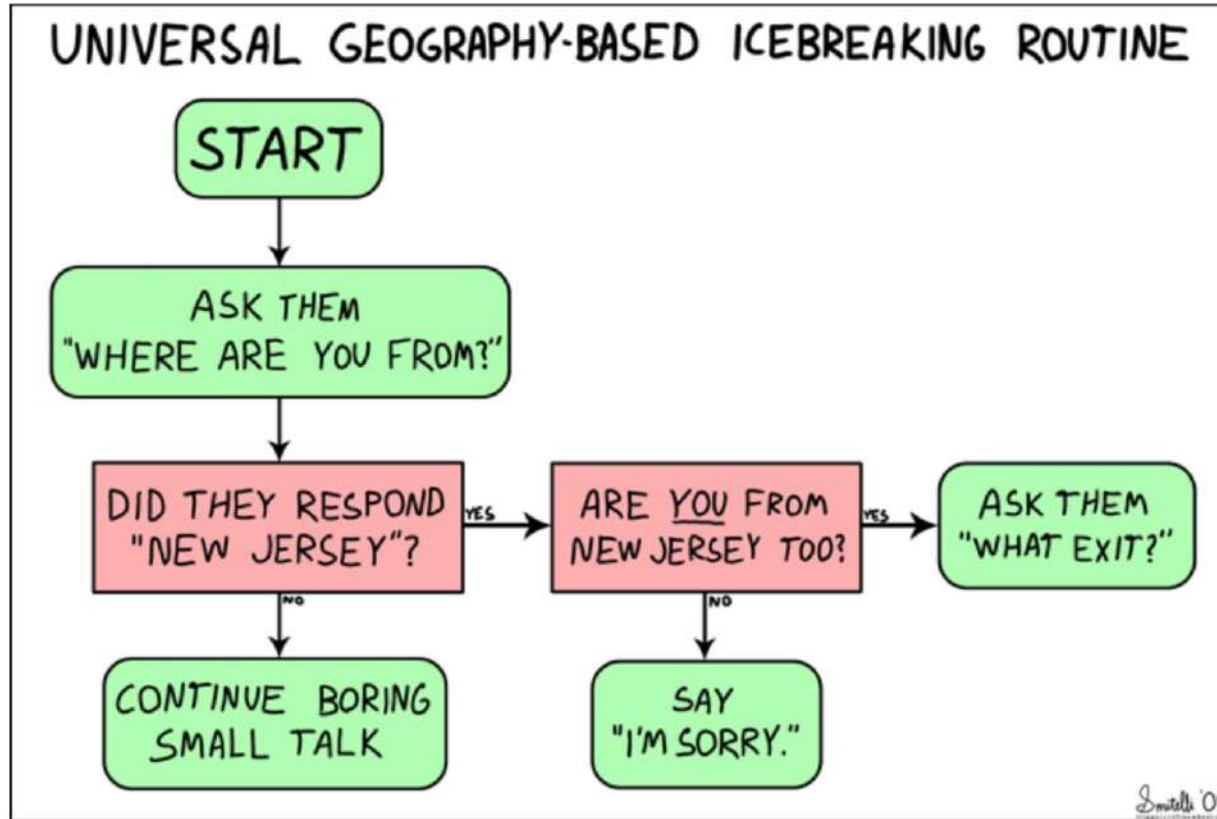 UNIVERSAL GEOGRAPHY-BASED ICEBREAKING ROUTINE
START
ASK THEM
"WHERE ARE YOU FROM?"
DID THEY RESPOND
"NEW JERSEY"?
YES
ARE YOU FROM
NEW JERSEY TOO?
YES
ASK THEM
"WHAT EXIT?"
NO
NO
CONTINUE BORING
SMALL TALK
SAY
"I'M SORRY."
Smitelli